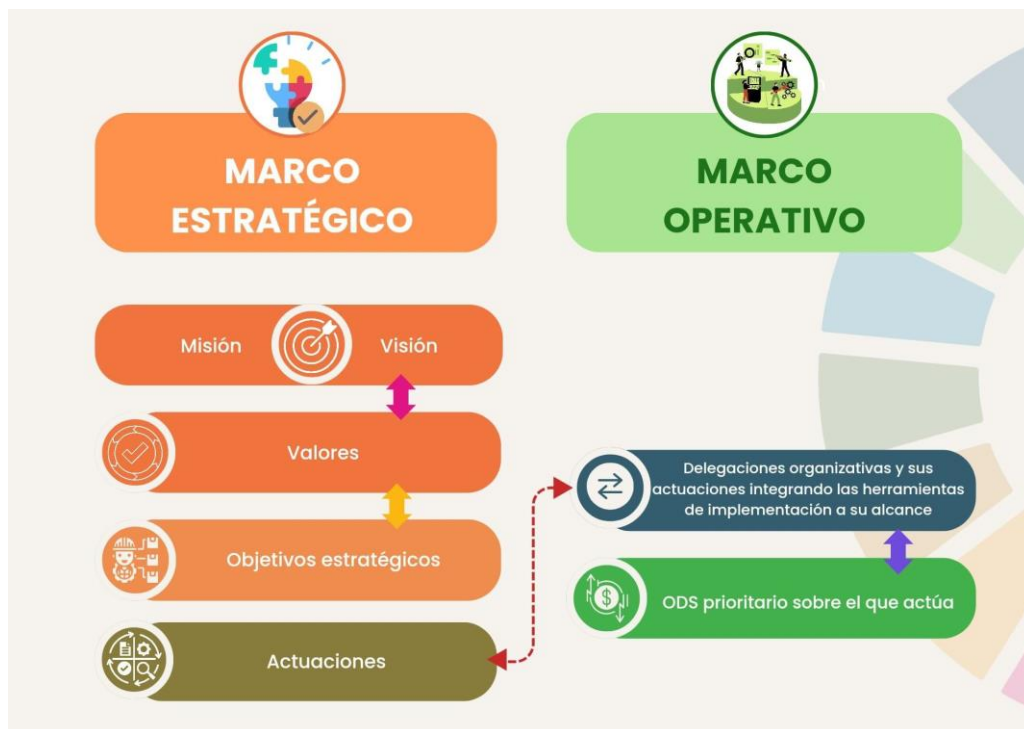 MARCO
ESTRATÉGICO
Misión
Visión
Valores
Objetivos estratégicos
Actuaciones
MARCO
OPERATIVO
Delegaciones organizativas y sus
actuaciones integrando las herramientas
de implementación a su alcance
ODS prioritario sobre el que actúa